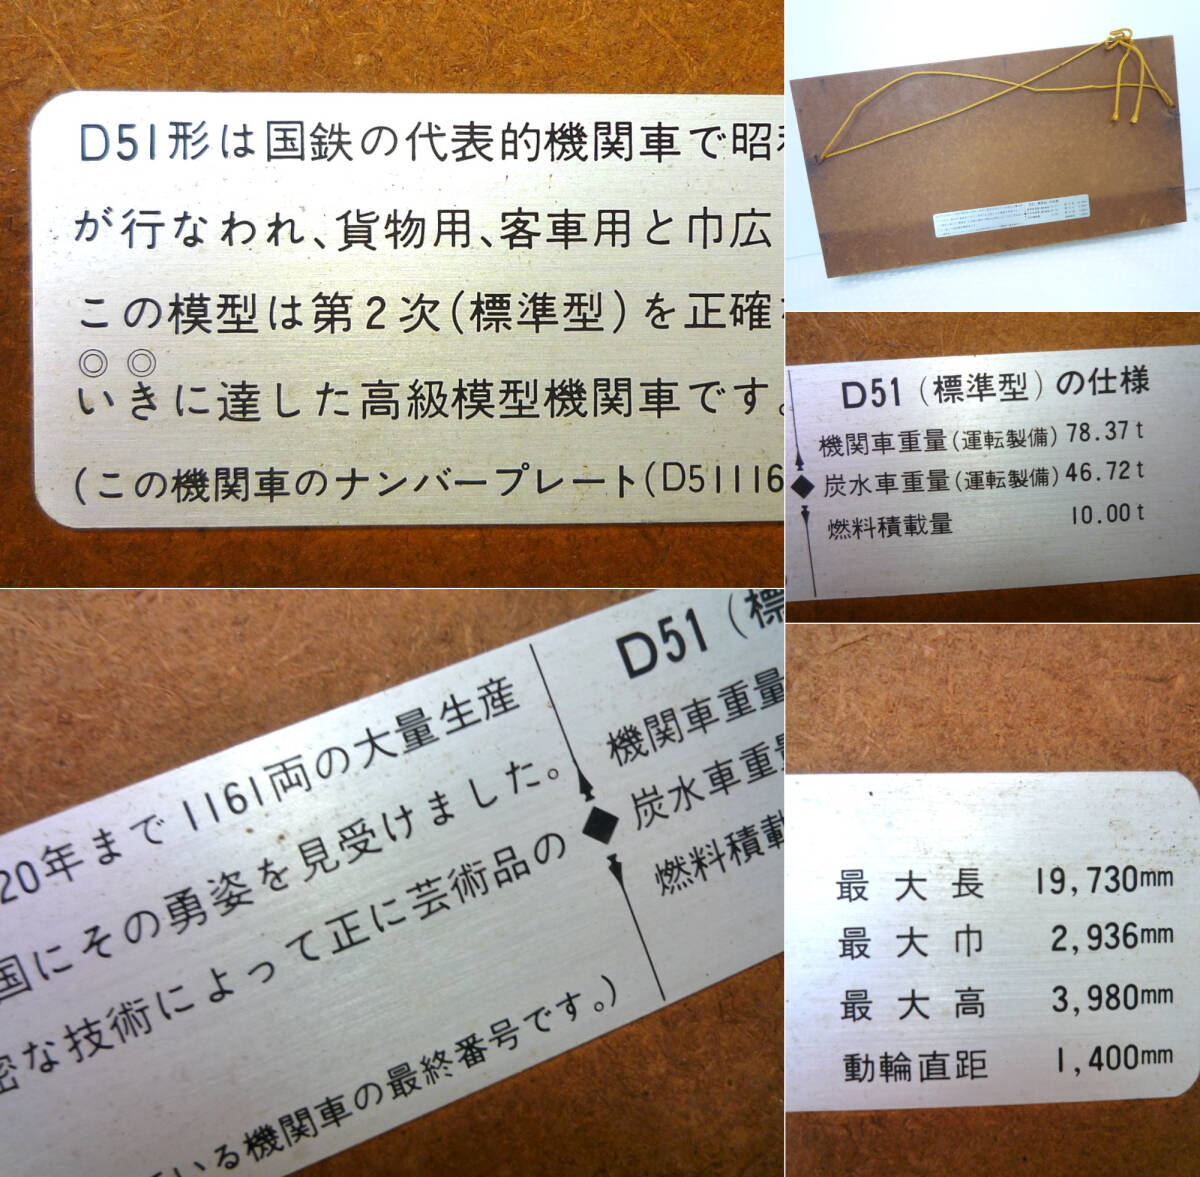 D51形は国鉄の代表的機関車で昭
が行なわれ、貨物用、客車用と巾広
この模型は第2次(標準型)を正確
◎ ◎
いきに達した高級模型機関車です。
(この機関車のナンバープレート(D51116
D51(標準型)の仕様
機関車重量(運転製備) 78.37t
炭水車重量(運転製備) 46.72t
燃料積載量 10.00t
20年まで1161両の大量生産
国にその勇姿を見受けました。
密な技術によって正に芸術品の
いる機関車の最終番号です。)
D51(標
機関車重量
炭水車重量
燃料積載
最大長 19,730mm
最大巾 2,936mm
最大高 3,980mm
動輪直距 1,400mm